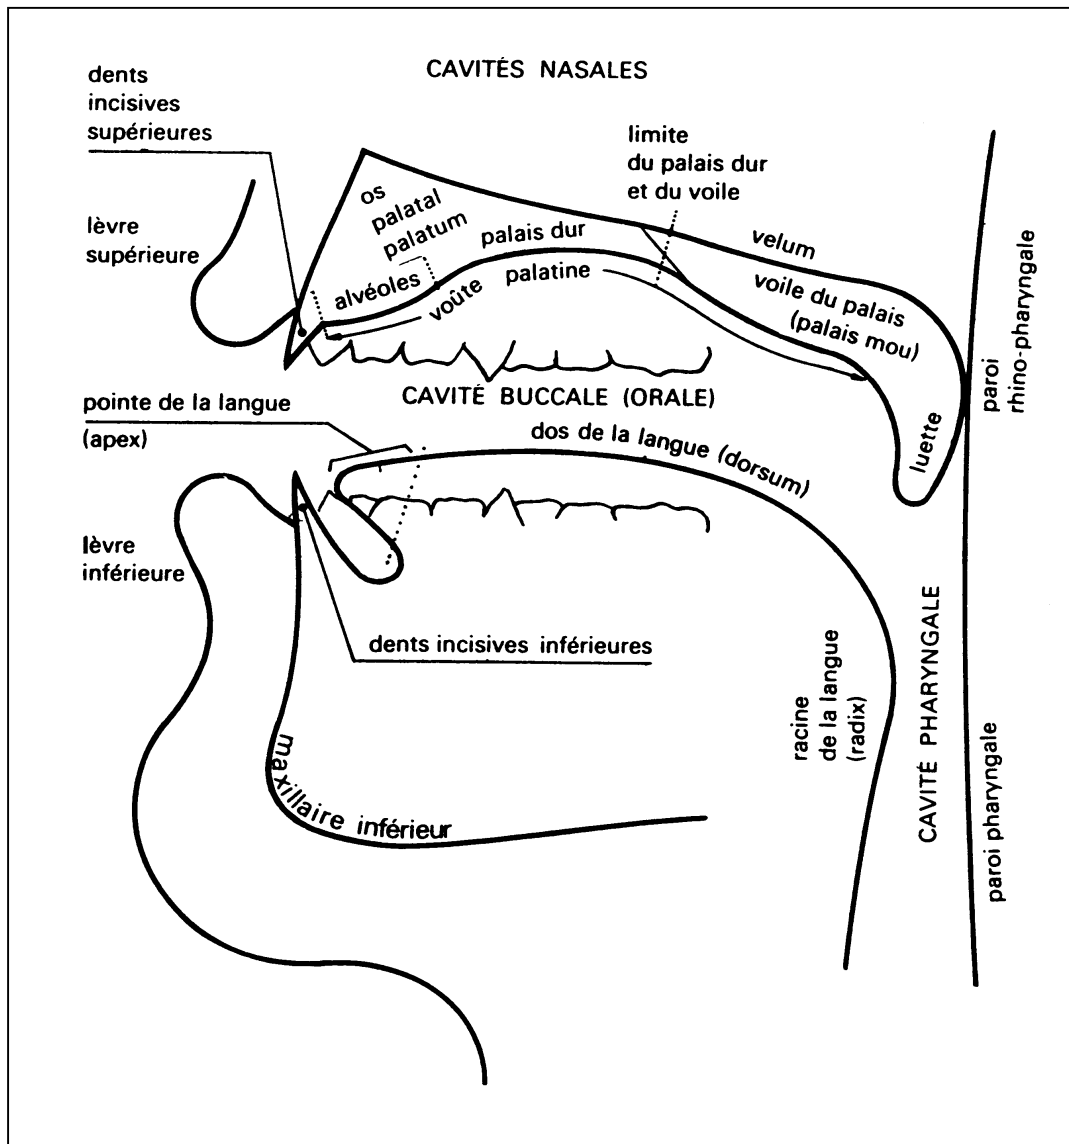 CAVITÉS NASALES
dents
incisives
supérieures
limite
du palais dur
et du voile
lèvre
supérieure
os
palatal
palatum
palais dur
velum
alvéoles
voûte palatine
voile du palais
(palais mou)
paroi
rhino-pharyngale
CAVITÉ BUCCALE (ORALE)
pointe de la langue
(apex)
dos de la langue (dorsum)
luette
lèvre
inférieure
dents incisives inférieures
racine
de la langue
(radix)
CAVITÉ PHARYNGALE
paroi pharyngale
maxillaire inférieur